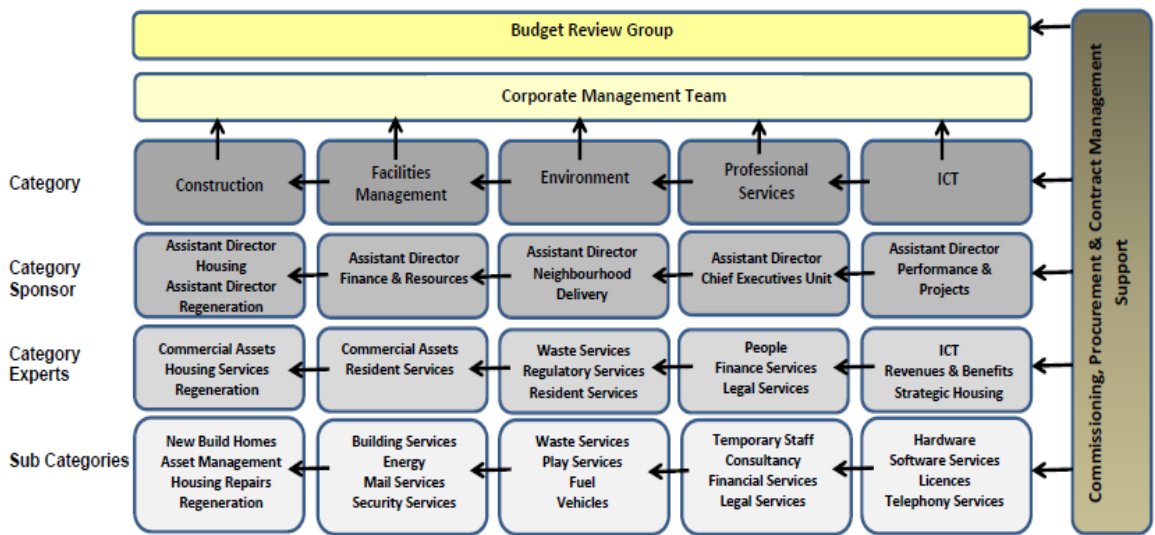 Budget Review Group
Corporate Management Team
Category
Construction
Facilities
Management
Environment
Professional
Services
ICT
Category
Sponsor
Assistant Director
Housing
Assistant Director
Regeneration
Assistant Director
Finance & Resources
Assistant Director
Neighbourhood
Delivery
Assistant Director
Chief Executives Unit
Assistant Director
Performance &
Projects
Category
Experts
Commercial Assets
Housing Services
Regeneration
Commercial Assets
Resident Services
Waste Services
Regulatory Services
Resident Services
People
Finance Services
Legal Services
ICT
Revenues & Benefits
Strategic Housing
Sub Categories
New Build Homes
Asset Management
Housing Repairs
Regeneration
Building Services
Energy
Mail Services
Security Services
Waste Services
Play Services
Fuel
Vehicles
Temporary Staff
Consultancy
Financial Services
Legal Services
Hardware
Software Services
Licences
Telephony Services
Commissioning, Procurement & Contract Management
Support